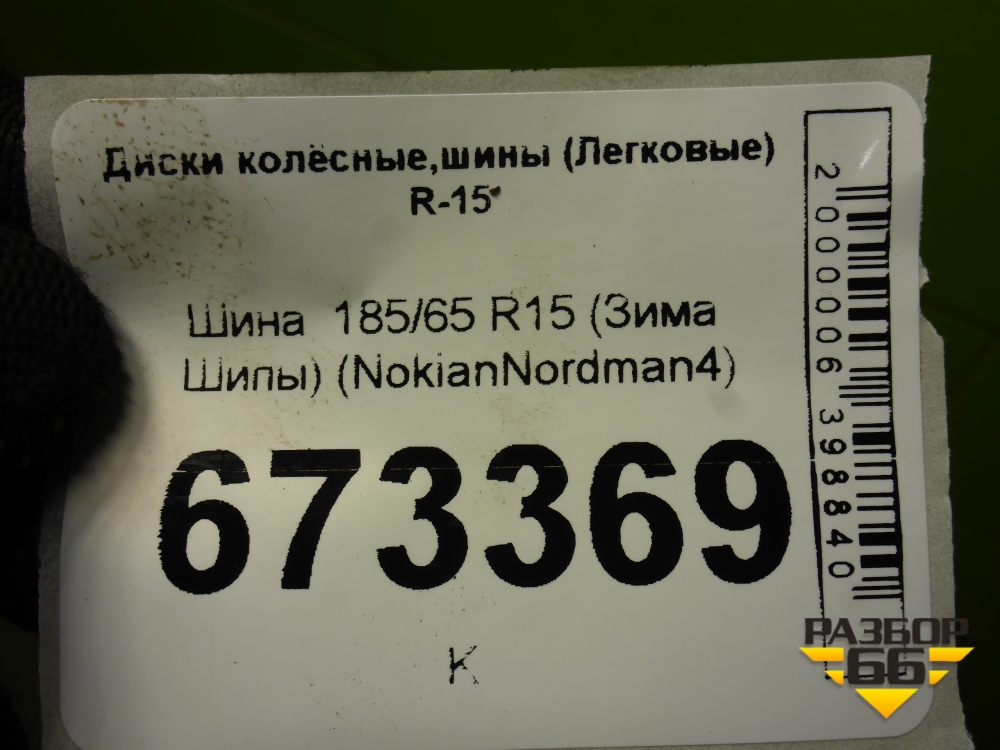 Диски колёсные,шины (Легковые)
R-15
Шина 185/65 R15 (Зима
Шипы) (NokianNordman4)
673369
К
2000006398840
РАЗБОР
66